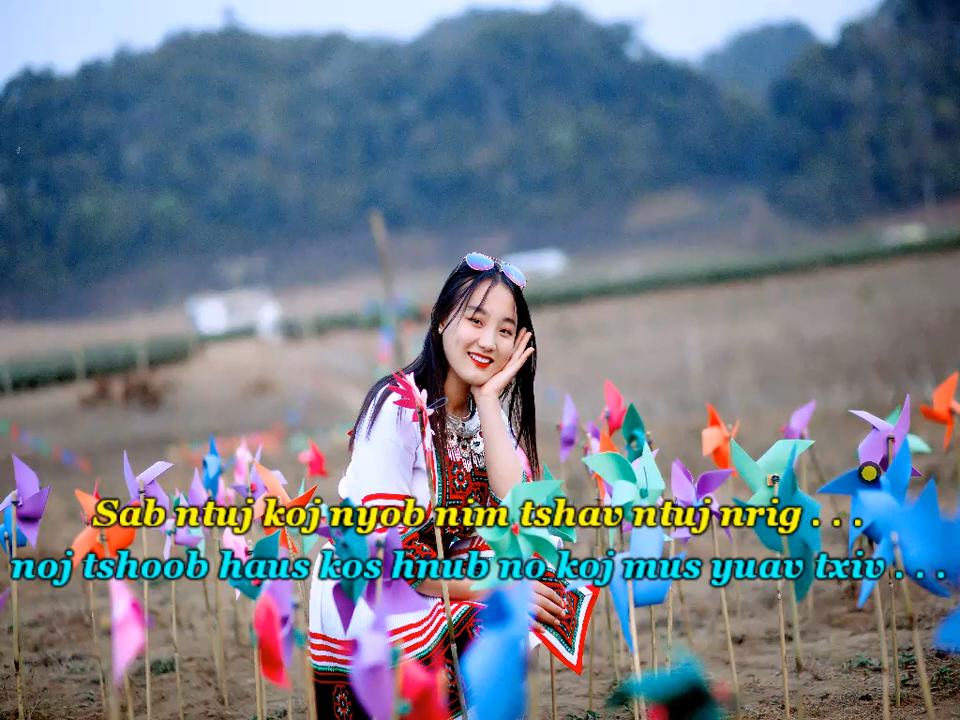 Sab ntuj koj nyob nim tshav ntuj nrig . . .
noj tshoob haus kos hnub no koj mus yuav txiv . . .